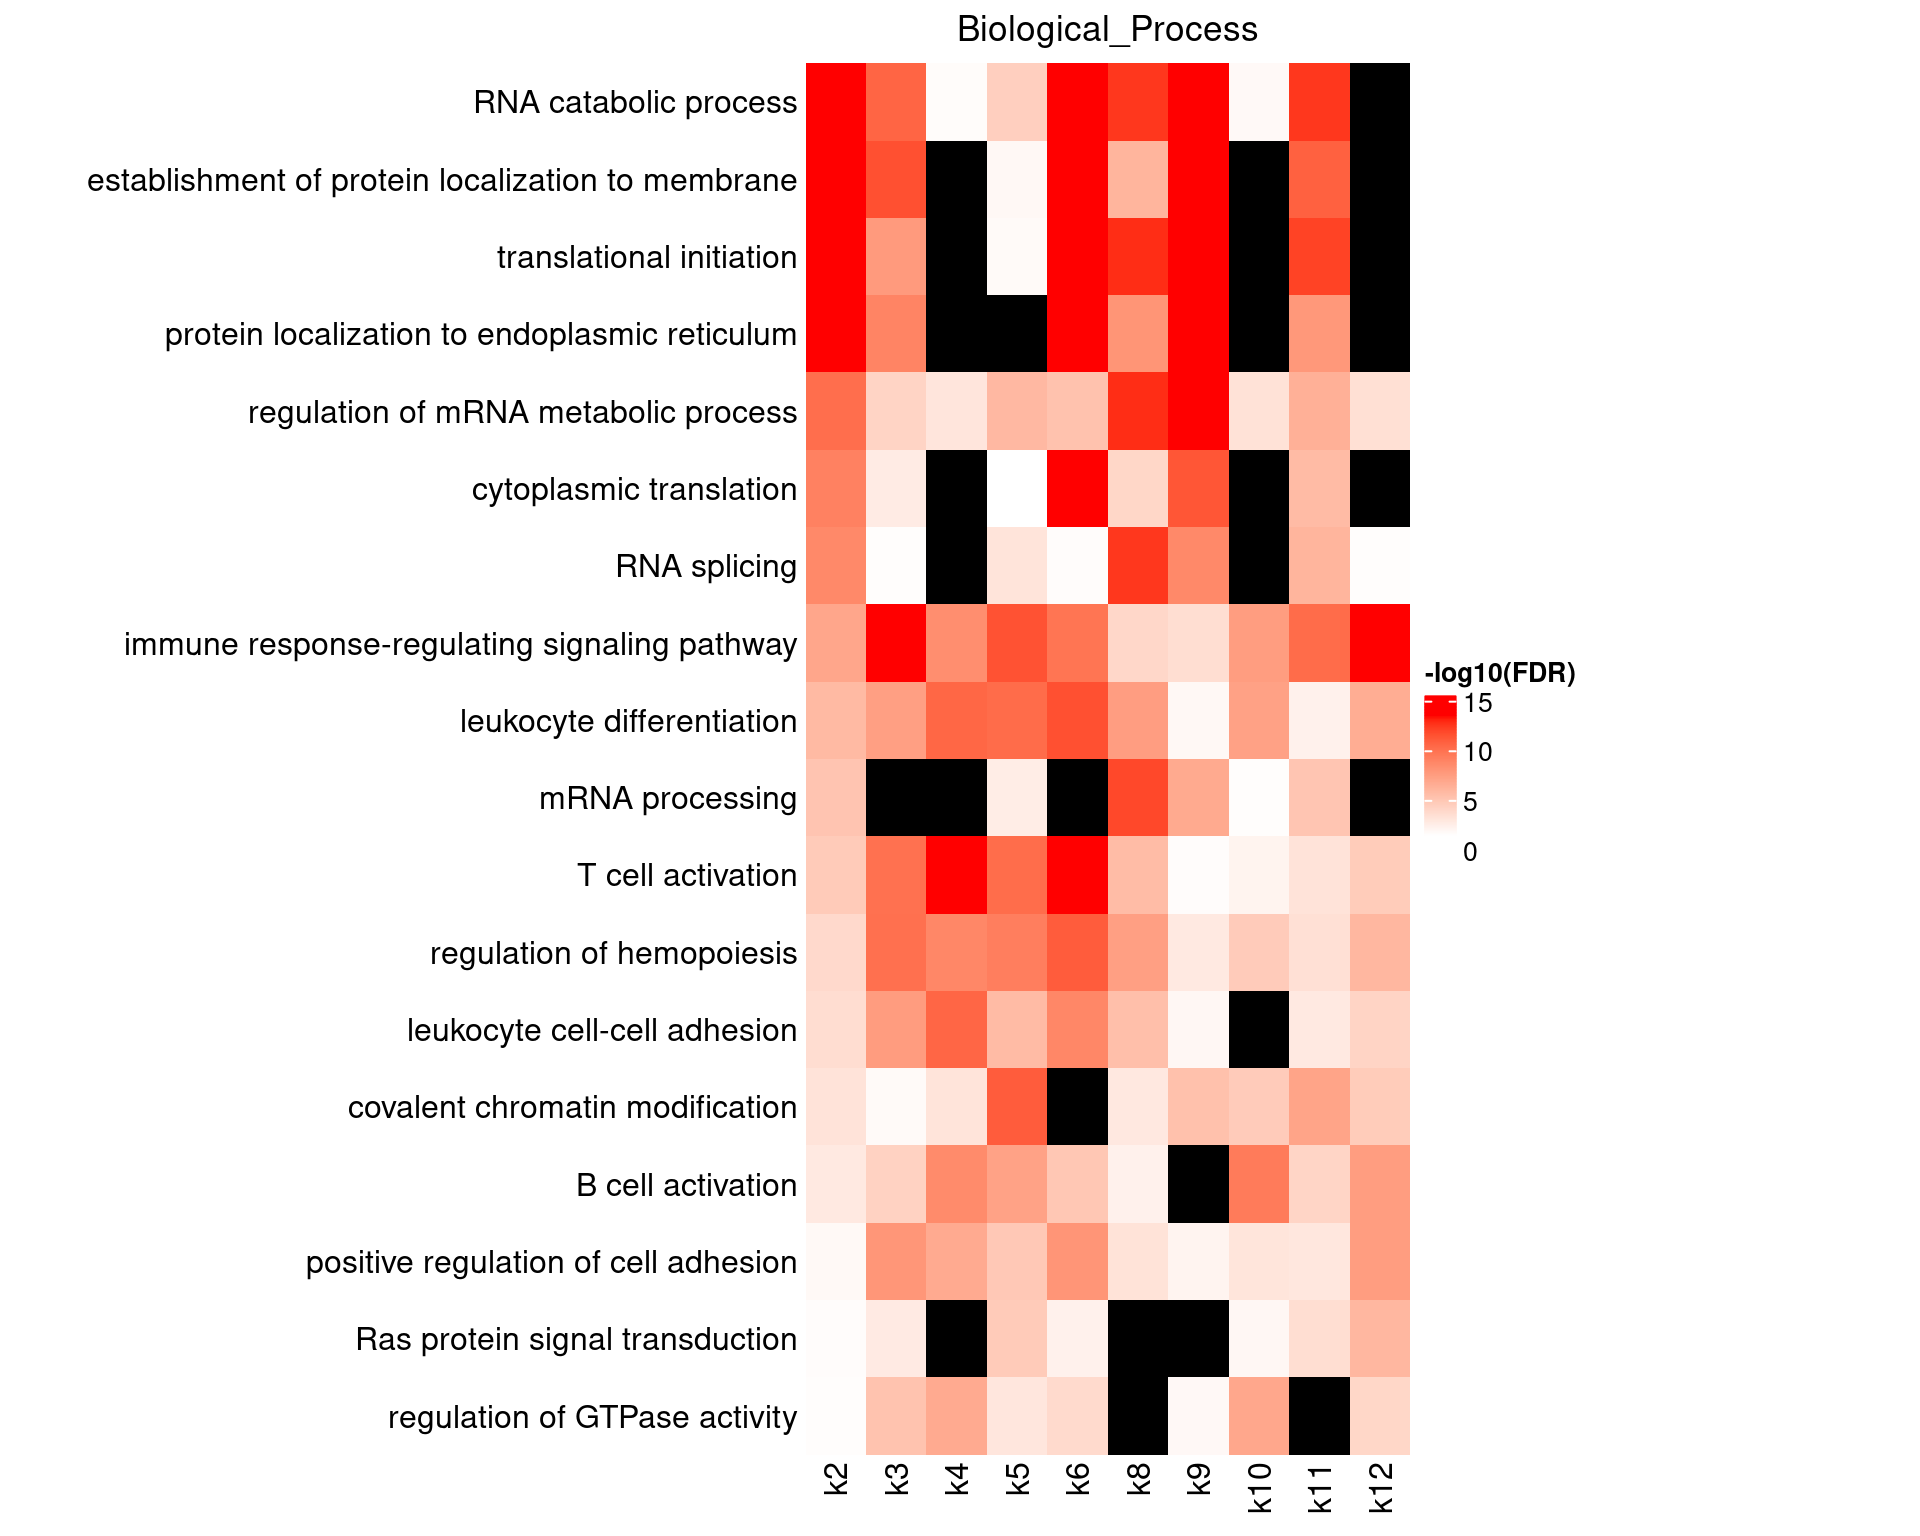 Biological_Process
RNA catabolic process
establishment of protein localization to membrane
translational initiation
protein localization to endoplasmic reticulum
regulation of mRNA metabolic process
cytoplasmic translation
RNA splicing
immune response-regulating signaling pathway
leukocyte differentiation
mRNA processing
T cell activation
regulation of hemopoiesis
leukocyte cell-cell adhesion
covalent chromatin modification
B cell activation
positive regulation of cell adhesion
Ras protein signal transduction
regulation of GTPase activity
k2
k3
k4
k5
k6
k8
k9
k10
k11
k12
-log10(FDR)
15
10
5
0